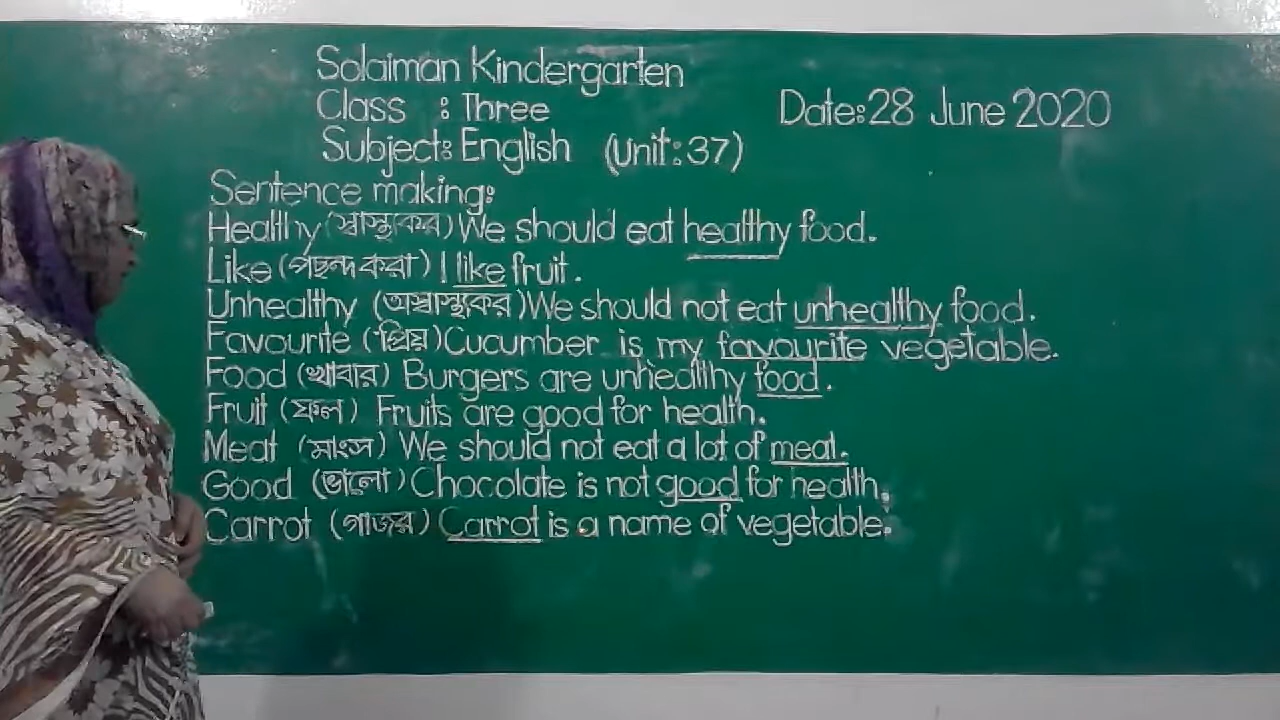 Solaiman Kindergarten
Class : Three
Date: 28 June 2020
Subject: English (Unit: 37)
Sentence making:
Healthy (স্বাস্থ্যকর) We should eat healthy food.
Like (পছন্দ করা) I like fruit.
Unhealthy (অস্বাস্থ্যকর) We should not eat unhealthy food.
Favourite (প্রিয়) Cucumber is my favourite vegetable.
Food (খাবার) Burgers are unhealthy food.
Fruit (ফল) Fruits are good for health.
Meat (মাংস) We should not eat a lot of meat.
Good (ভালো) Chocolate is not good for health.
Carrot (গাজর) Carrot is a name of vegetable.